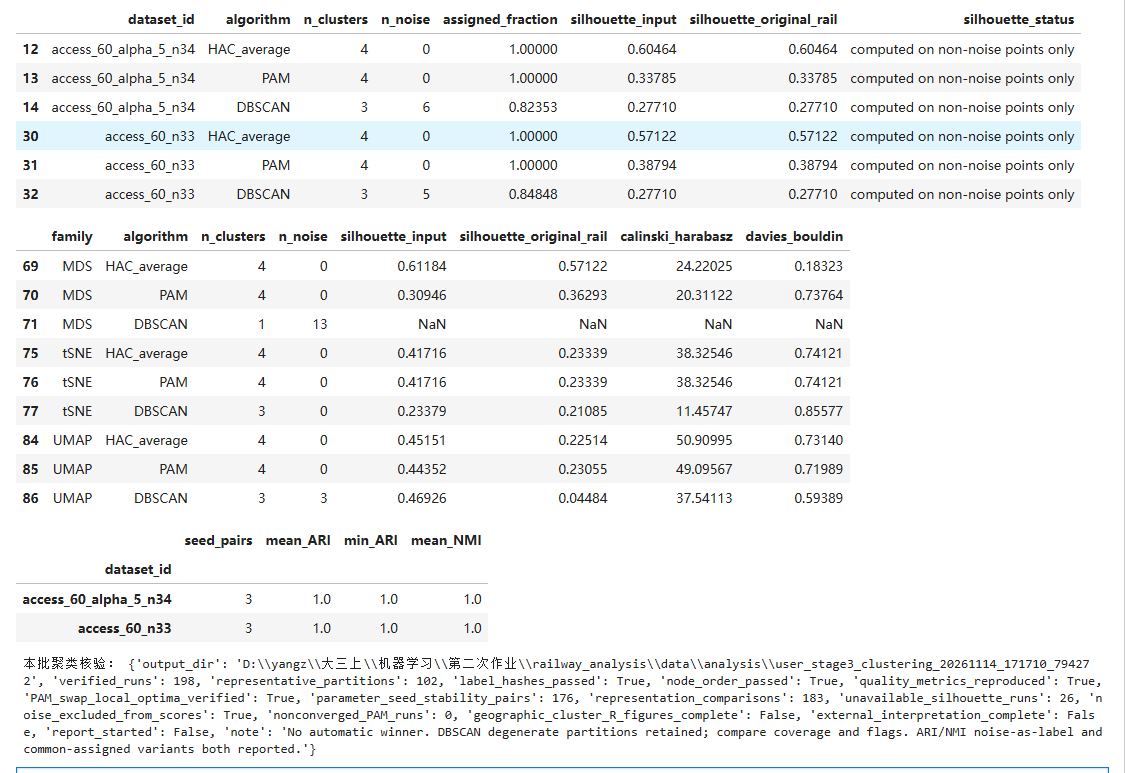 dataset_id algorithm n_clusters n_noise assigned_fraction silhouette_input silhouette_original_rail silhouette_status
12 access_60_alpha_5_n34 HAC_average 4 0 1.00000 0.60464 0.60464 computed on non-noise points only
13 access_60_alpha_5_n34 PAM 4 0 1.00000 0.33785 0.33785 computed on non-noise points only
14 access_60_alpha_5_n34 DBSCAN 3 6 0.82353 0.27710 0.27710 computed on non-noise points only
30 access_60_n33 HAC_average 4 0 1.00000 0.57122 0.57122 computed on non-noise points only
31 access_60_n33 PAM 4 0 1.00000 0.38794 0.38794 computed on non-noise points only
32 access_60_n33 DBSCAN 3 5 0.84848 0.27710 0.27710 computed on non-noise points only
family algorithm n_clusters n_noise silhouette_input silhouette_original_rail calinski_harabasz davies_bouldin
69 MDS HAC_average 4 0 0.61184 0.57122 24.22025 0.18323
70 MDS PAM 4 0 0.30946 0.36293 20.31122 0.73764
71 MDS DBSCAN 1 13 NaN NaN NaN NaN
75 tSNE HAC_average 4 0 0.41716 0.23339 38.32546 0.74121
76 tSNE PAM 4 0 0.41716 0.23339 38.32546 0.74121
77 tSNE DBSCAN 3 0 0.23379 0.21085 11.45747 0.85577
84 UMAP HAC_average 4 0 0.45151 0.22514 50.90995 0.73140
85 UMAP PAM 4 0 0.44352 0.23055 49.09567 0.71989
86 UMAP DBSCAN 3 3 0.46926 0.04484 37.54113 0.59389
seed_pairs mean_ARI min_ARI mean_NMI
dataset_id
access_60_alpha_5_n34 3 1.0 1.0 1.0
access_60_n33 3 1.0 1.0 1.0
本批聚类核验： {'output_dir': 'D:\\yangz\\大三上\\机器学习\\第二次作业\\railway_analysis\\data\\analysis\\user_stage3_clustering_20261114_171710_79427
2', 'verified_runs': 198, 'representative_partitions': 102, 'label_hashes_passed': True, 'node_order_passed': True, 'quality_metrics_reproduced': True,
'PAM_swap_local_optima_verified': True, 'parameter_seed_stability_pairs': 176, 'representation_comparisons': 183, 'unavailable_silhouette_runs': 26, 'n
oise_excluded_from_scores': True, 'nonconverged_PAM_runs': 0, 'geographic_cluster_R_figures_complete': False, 'external_interpretation_complete': Fals
e, 'report_started': False, 'note': 'No automatic winner. DBSCAN degenerate partitions retained; compare coverage and flags. ARI/NMI noise-as-label and
common-assigned variants both reported.'}